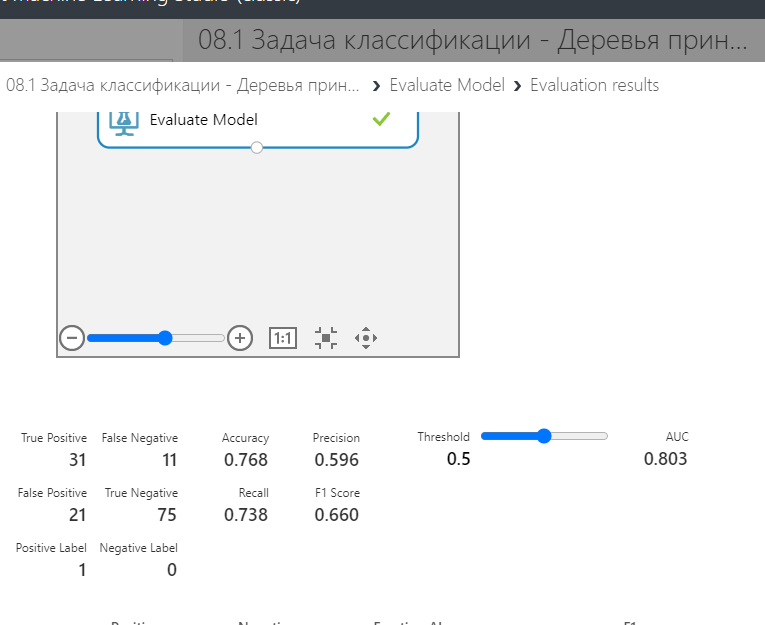 08.1 Задача классификации - Деревья прин...
08.1 Задача классификации - Деревья прин... › Evaluate Model › Evaluation results
Evaluate Model
1:1
True Positive False Negative Accuracy Precision Threshold AUC
31 11 0.768 0.596 0.5 0.803
False Positive True Negative Recall F1 Score
21 75 0.738 0.660
Positive Label Negative Label
1 0